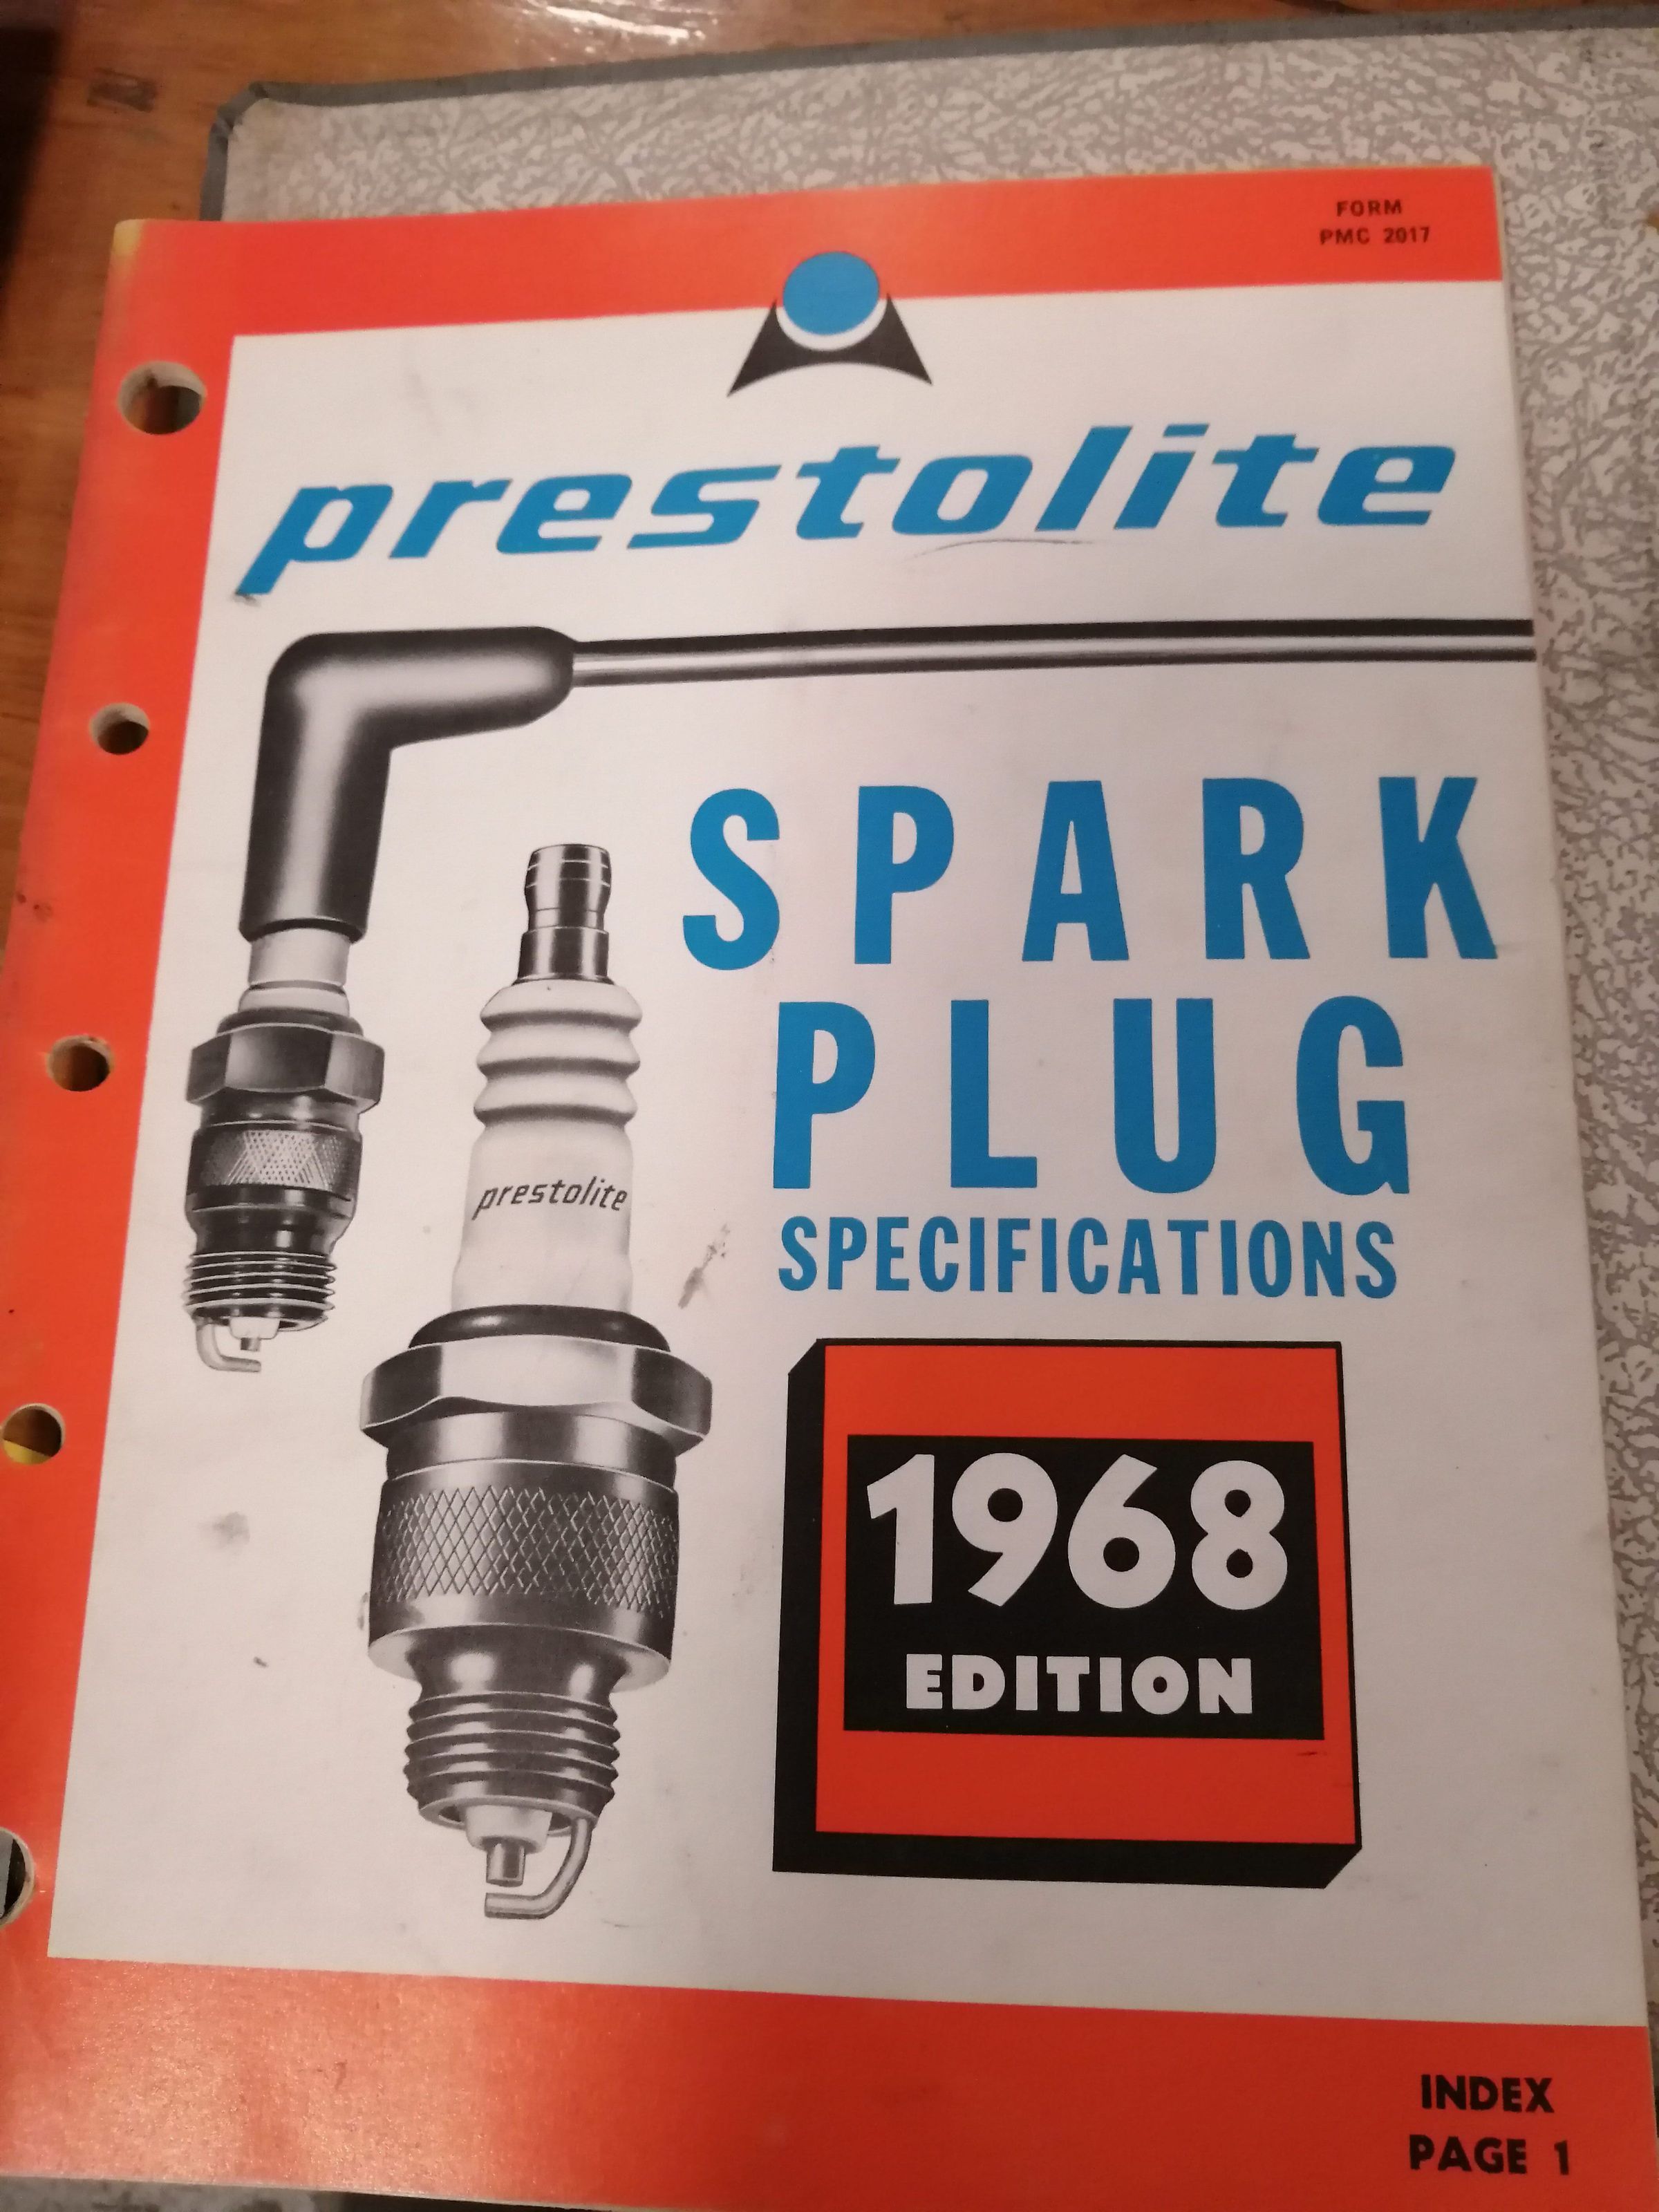 FORM
PMC 2017
prestolite
SPARK
PLUG
SPECIFICATIONS
prestolite
1968
EDITION
INDEX
PAGE 1